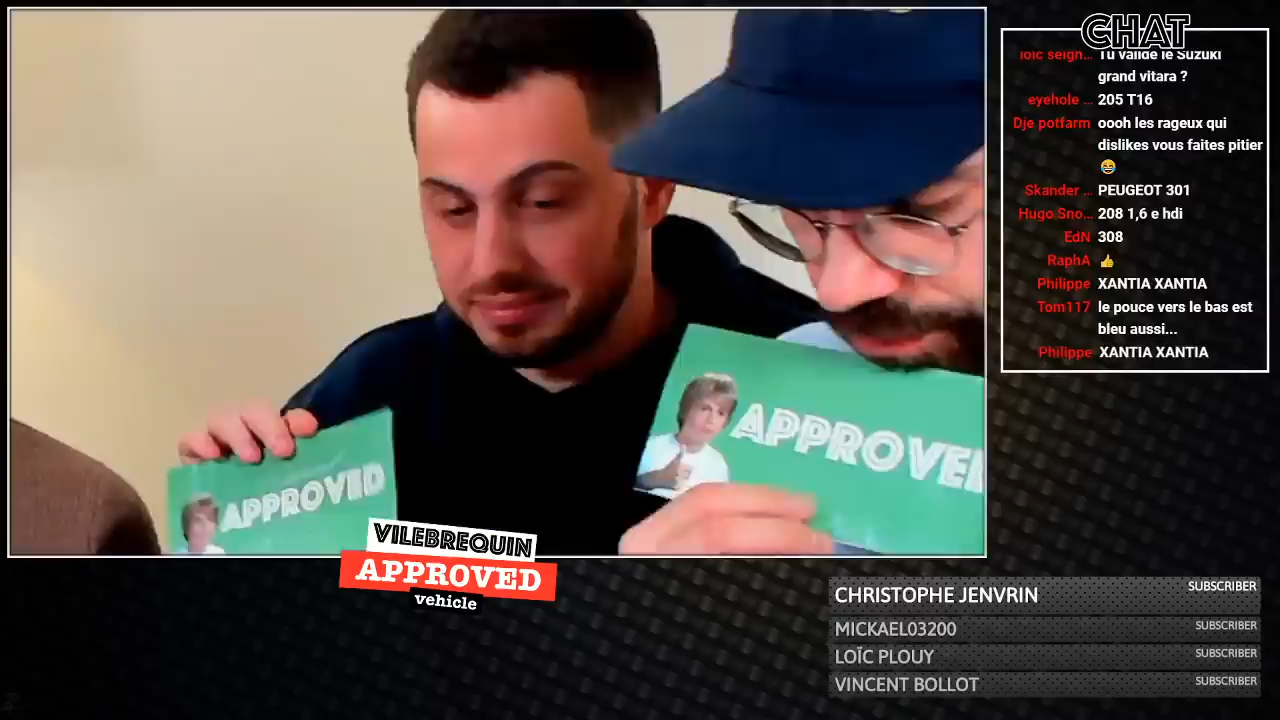 CHAT
loic seign... Tu valide le Suzuki
grand vitara ?
eyehole ... 205 T16
Dje potfarm oooh les rageux qui
dislikes vous faites pitier
😂
Skander ... PEUGEOT 301
Hugo Sno... 208 1,6 e hdi
EdN 308
RaphA 👍
Philippe XANTIA XANTIA
Tom117 le pouce vers le bas est
bleu aussi...
Philippe XANTIA XANTIA
APPROVED
APPROVED
VILEBREQUIN
APPROVED
vehicle
CHRISTOPHE JENVRIN SUBSCRIBER
MICKAEL03200 SUBSCRIBER
LOÏC PLOUY SUBSCRIBER
VINCENT BOLLOT SUBSCRIBER